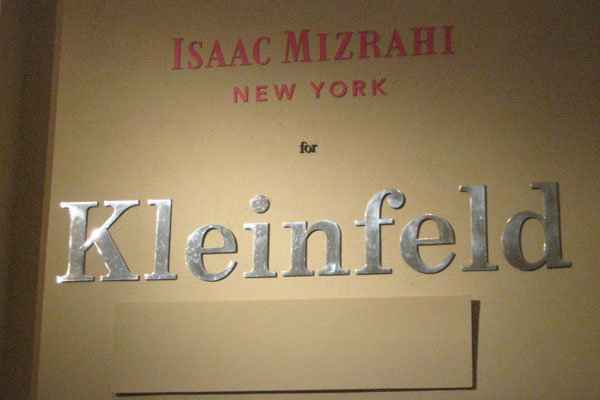 ISAAC MIZRAHI
NEW YORK
for
Kleinfeld